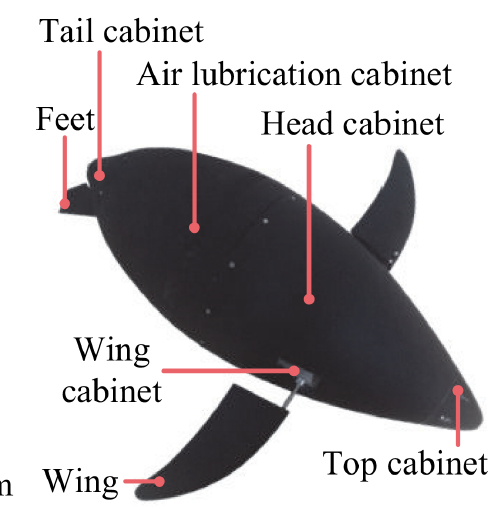 Tail cabinet
Air lubrication cabinet
Feet
Head cabinet
Wing
cabinet
Top cabinet
m
Wing